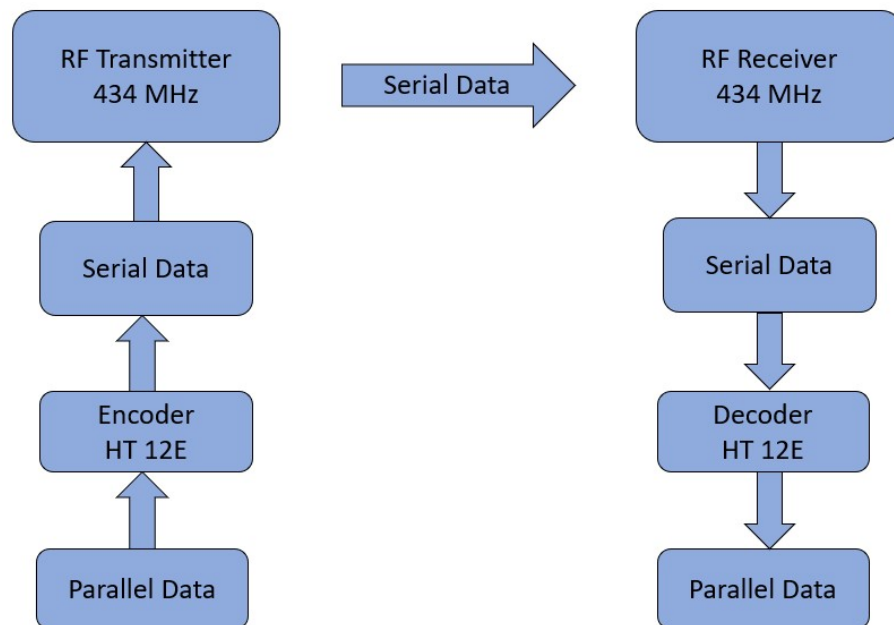 RF Transmitter
434 MHz
Serial Data
RF Receiver
434 MHz
Serial Data
Serial Data
Encoder
HT 12E
Decoder
HT 12E
Parallel Data
Parallel Data